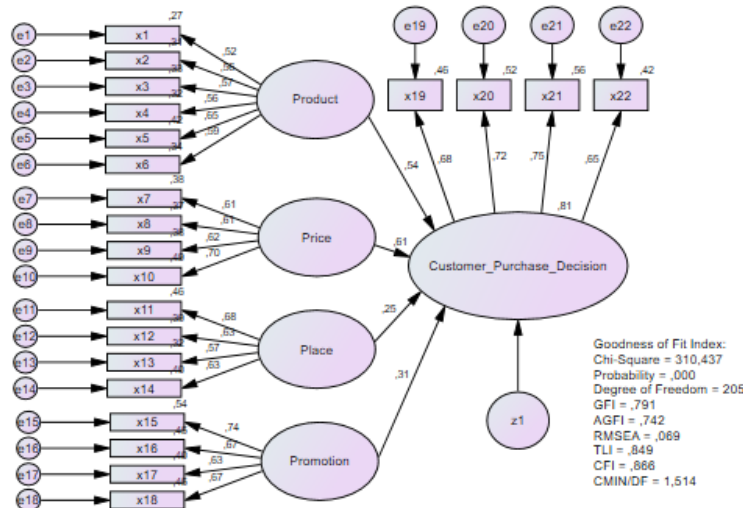 e1 x1 ,27
e2 x2
e3 x3
e4 x4
e5 x5
e6 x6
,52
,57
,56
,65
,59
Product
e7 x7 ,38
e8 x8
e9 x9
e10 x10
,61
,61
,62
,70
Price
e11 x11 ,46
e12 x12
e13 x13
e14 x14
,68
,63
,57
,63
Place
e15 x15 ,54
e16 x16
e17 x17
e18 x18
,74
,67
,63
,67
Promotion
e19 e20 e21 e22
,46 ,52 ,56 ,42
x19 x20 x21 x22
,68 ,72 ,75 ,65
,54
,61
,25
,31
,81
Customer_Purchase_Decision
z1
Goodness of Fit Index:
Chi-Square = 310,437
Probability = ,000
Degree of Freedom = 205
GFI = ,791
AGFI = ,742
RMSEA = ,069
TLI = ,849
CFI = ,866
CMIN/DF = 1,514